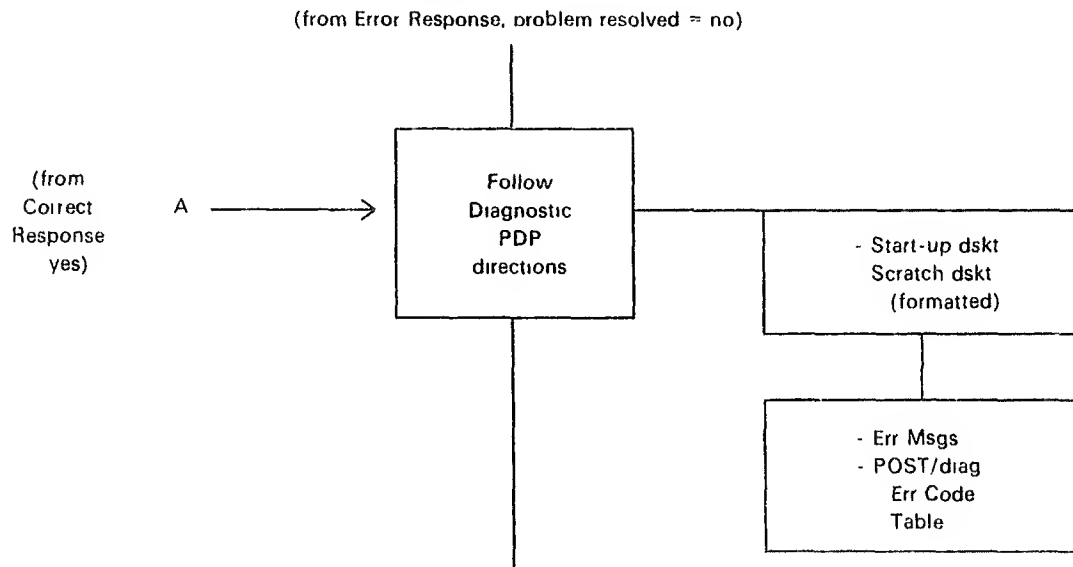 (from Error Response, problem resolved = no)
(from
Correct
Response
yes)
A
Follow
Diagnostic
PDP
directions
- Start-up dskt
Scratch dskt
(formatted)
- Err Msgs
- POST/diag
Err Code
Table